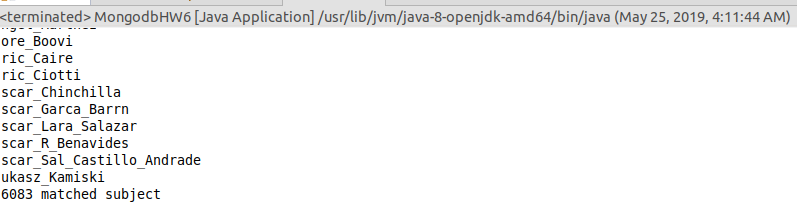 <terminated> MongodbHW6 [Java Application] /usr/lib/jvm/java-8-openjdk-amd64/bin/java (May 25, 2019, 4:11:44 AM)
ore_Boovi
ric_Caire
ric_Ciotti
scar_Chinchilla
scar_Garca_Barrn
scar_Lara_Salazar
scar_R_Benavides
scar_Sal_Castillo_Andrade
ukasz_Kamiski
6083 matched subject